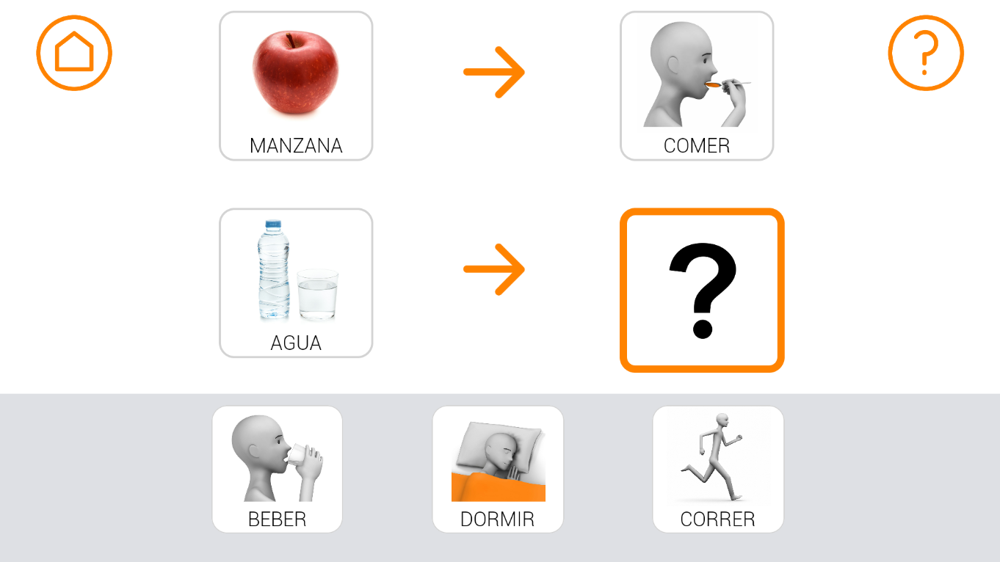 MANZANA
COMER
AGUA
?
BEBER
DORMIR
CORRER